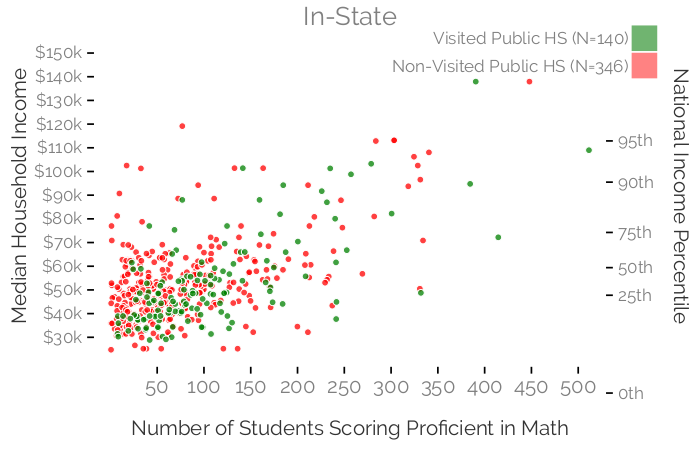 In-State
Visited Public HS (N=140)
Non-Visited Public HS (N=346)
Median Household Income
$150k
$140k
$130k
$120k
$110k
$100k
$90k
$80k
$70k
$60k
$50k
$40k
$30k
National Income Percentile
95th
90th
75th
50th
25th
0th
50 100 150 200 250 300 350 400 450 500
Number of Students Scoring Proficient in Math